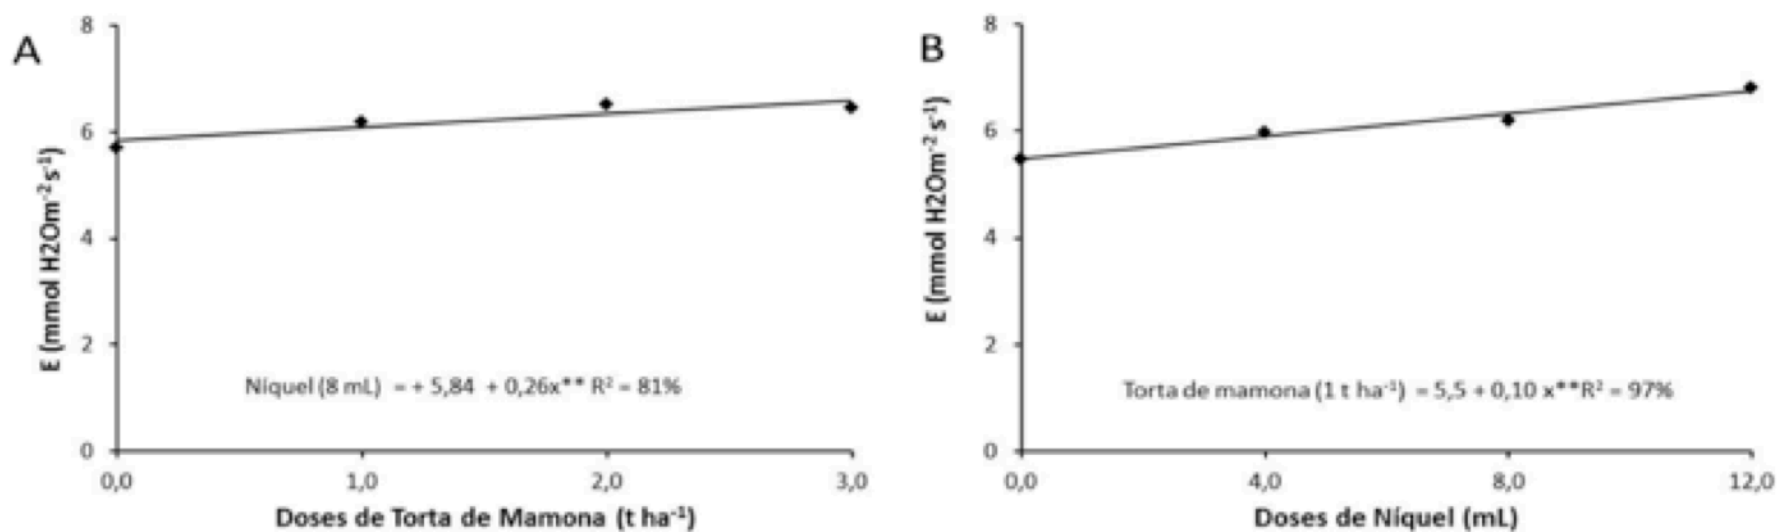 A
8
6
4
2
0
E (mmol H2Om⁻² s⁻¹)
Níquel (8 mL) = + 5,84 + 0,26x** R² = 81%
0,0 1,0 2,0 3,0
Doses de Torta de Mamona (t ha⁻¹)
B
8
6
4
2
0
E (mmol H2Om⁻² s⁻¹)
Torta de mamona (1 t ha⁻¹) = 5,5 + 0,10 x**R² = 97%
0,0 4,0 8,0 12,0
Doses de Níquel (mL)